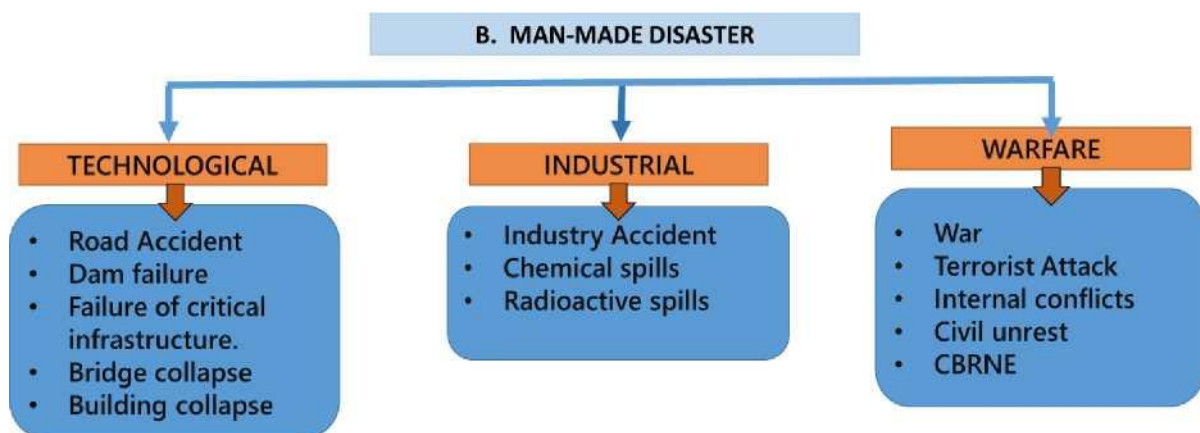 B. MAN-MADE DISASTER
TECHNOLOGICAL
• Road Accident
• Dam failure
• Failure of critical
infrastructure.
• Bridge collapse
• Building collapse
INDUSTRIAL
• Industry Accident
• Chemical spills
• Radioactive spills
WARFARE
• War
• Terrorist Attack
• Internal conflicts
• Civil unrest
• CBRNE